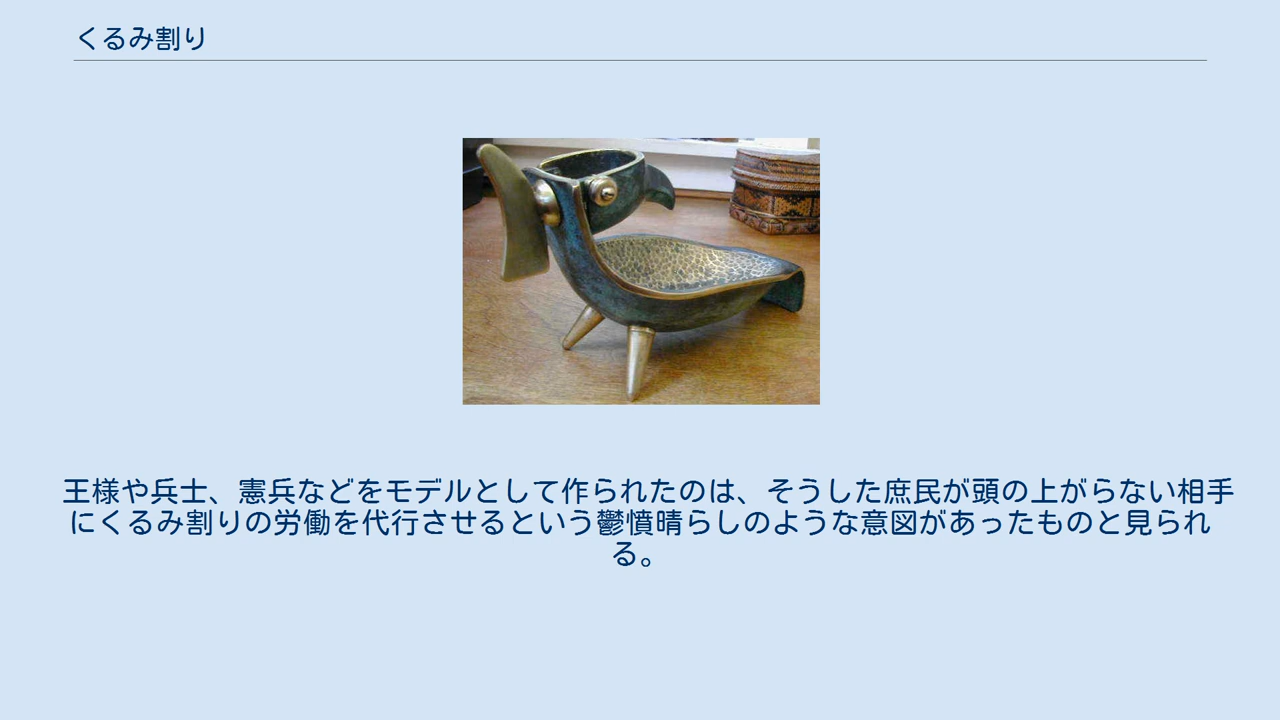 くるみ割り
王様や兵士、憲兵などをモデルとして作られたのは、そうした庶民が頭の上がらない相手
にくるみ割りの労働を代行させるという鬱憤晴らしのような意図があったものと見られ
る。